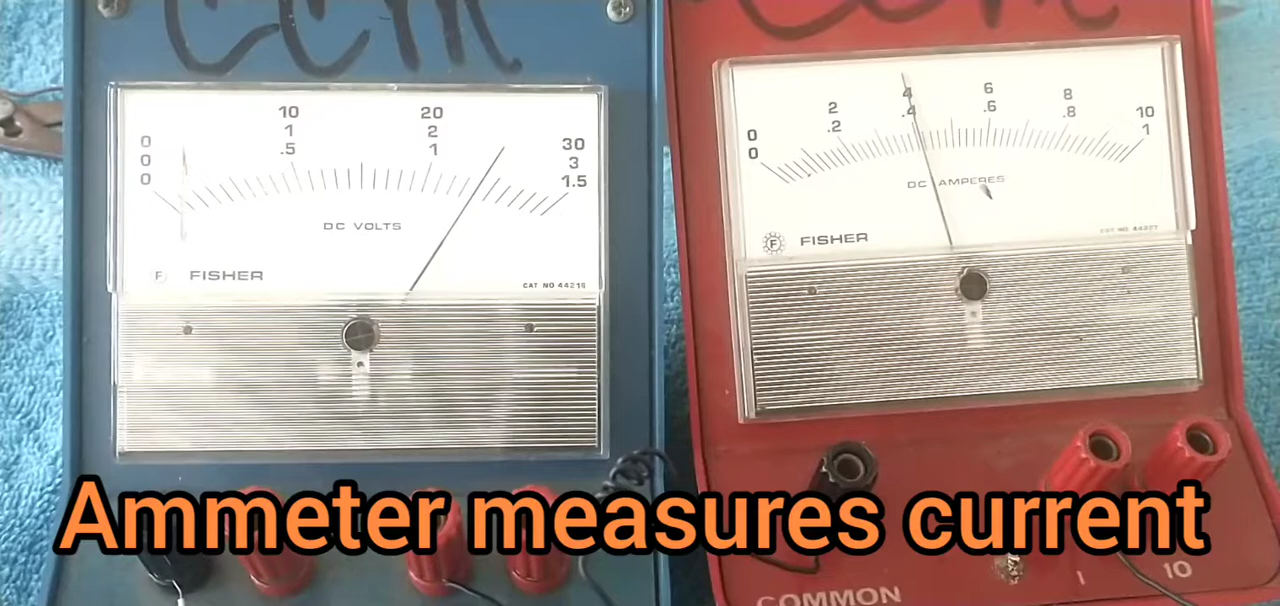 CCM
CCM
10
20
0
1
2
30
0
.5
1
3
0
1.5
DC VOLTS
F FISHER
CAT NO 44216
2
4
6
8
10
0
.2
.4
.6
.8
1
0
DC AMPERES
F FISHER
Ammeter measures current
COMMON
1
10